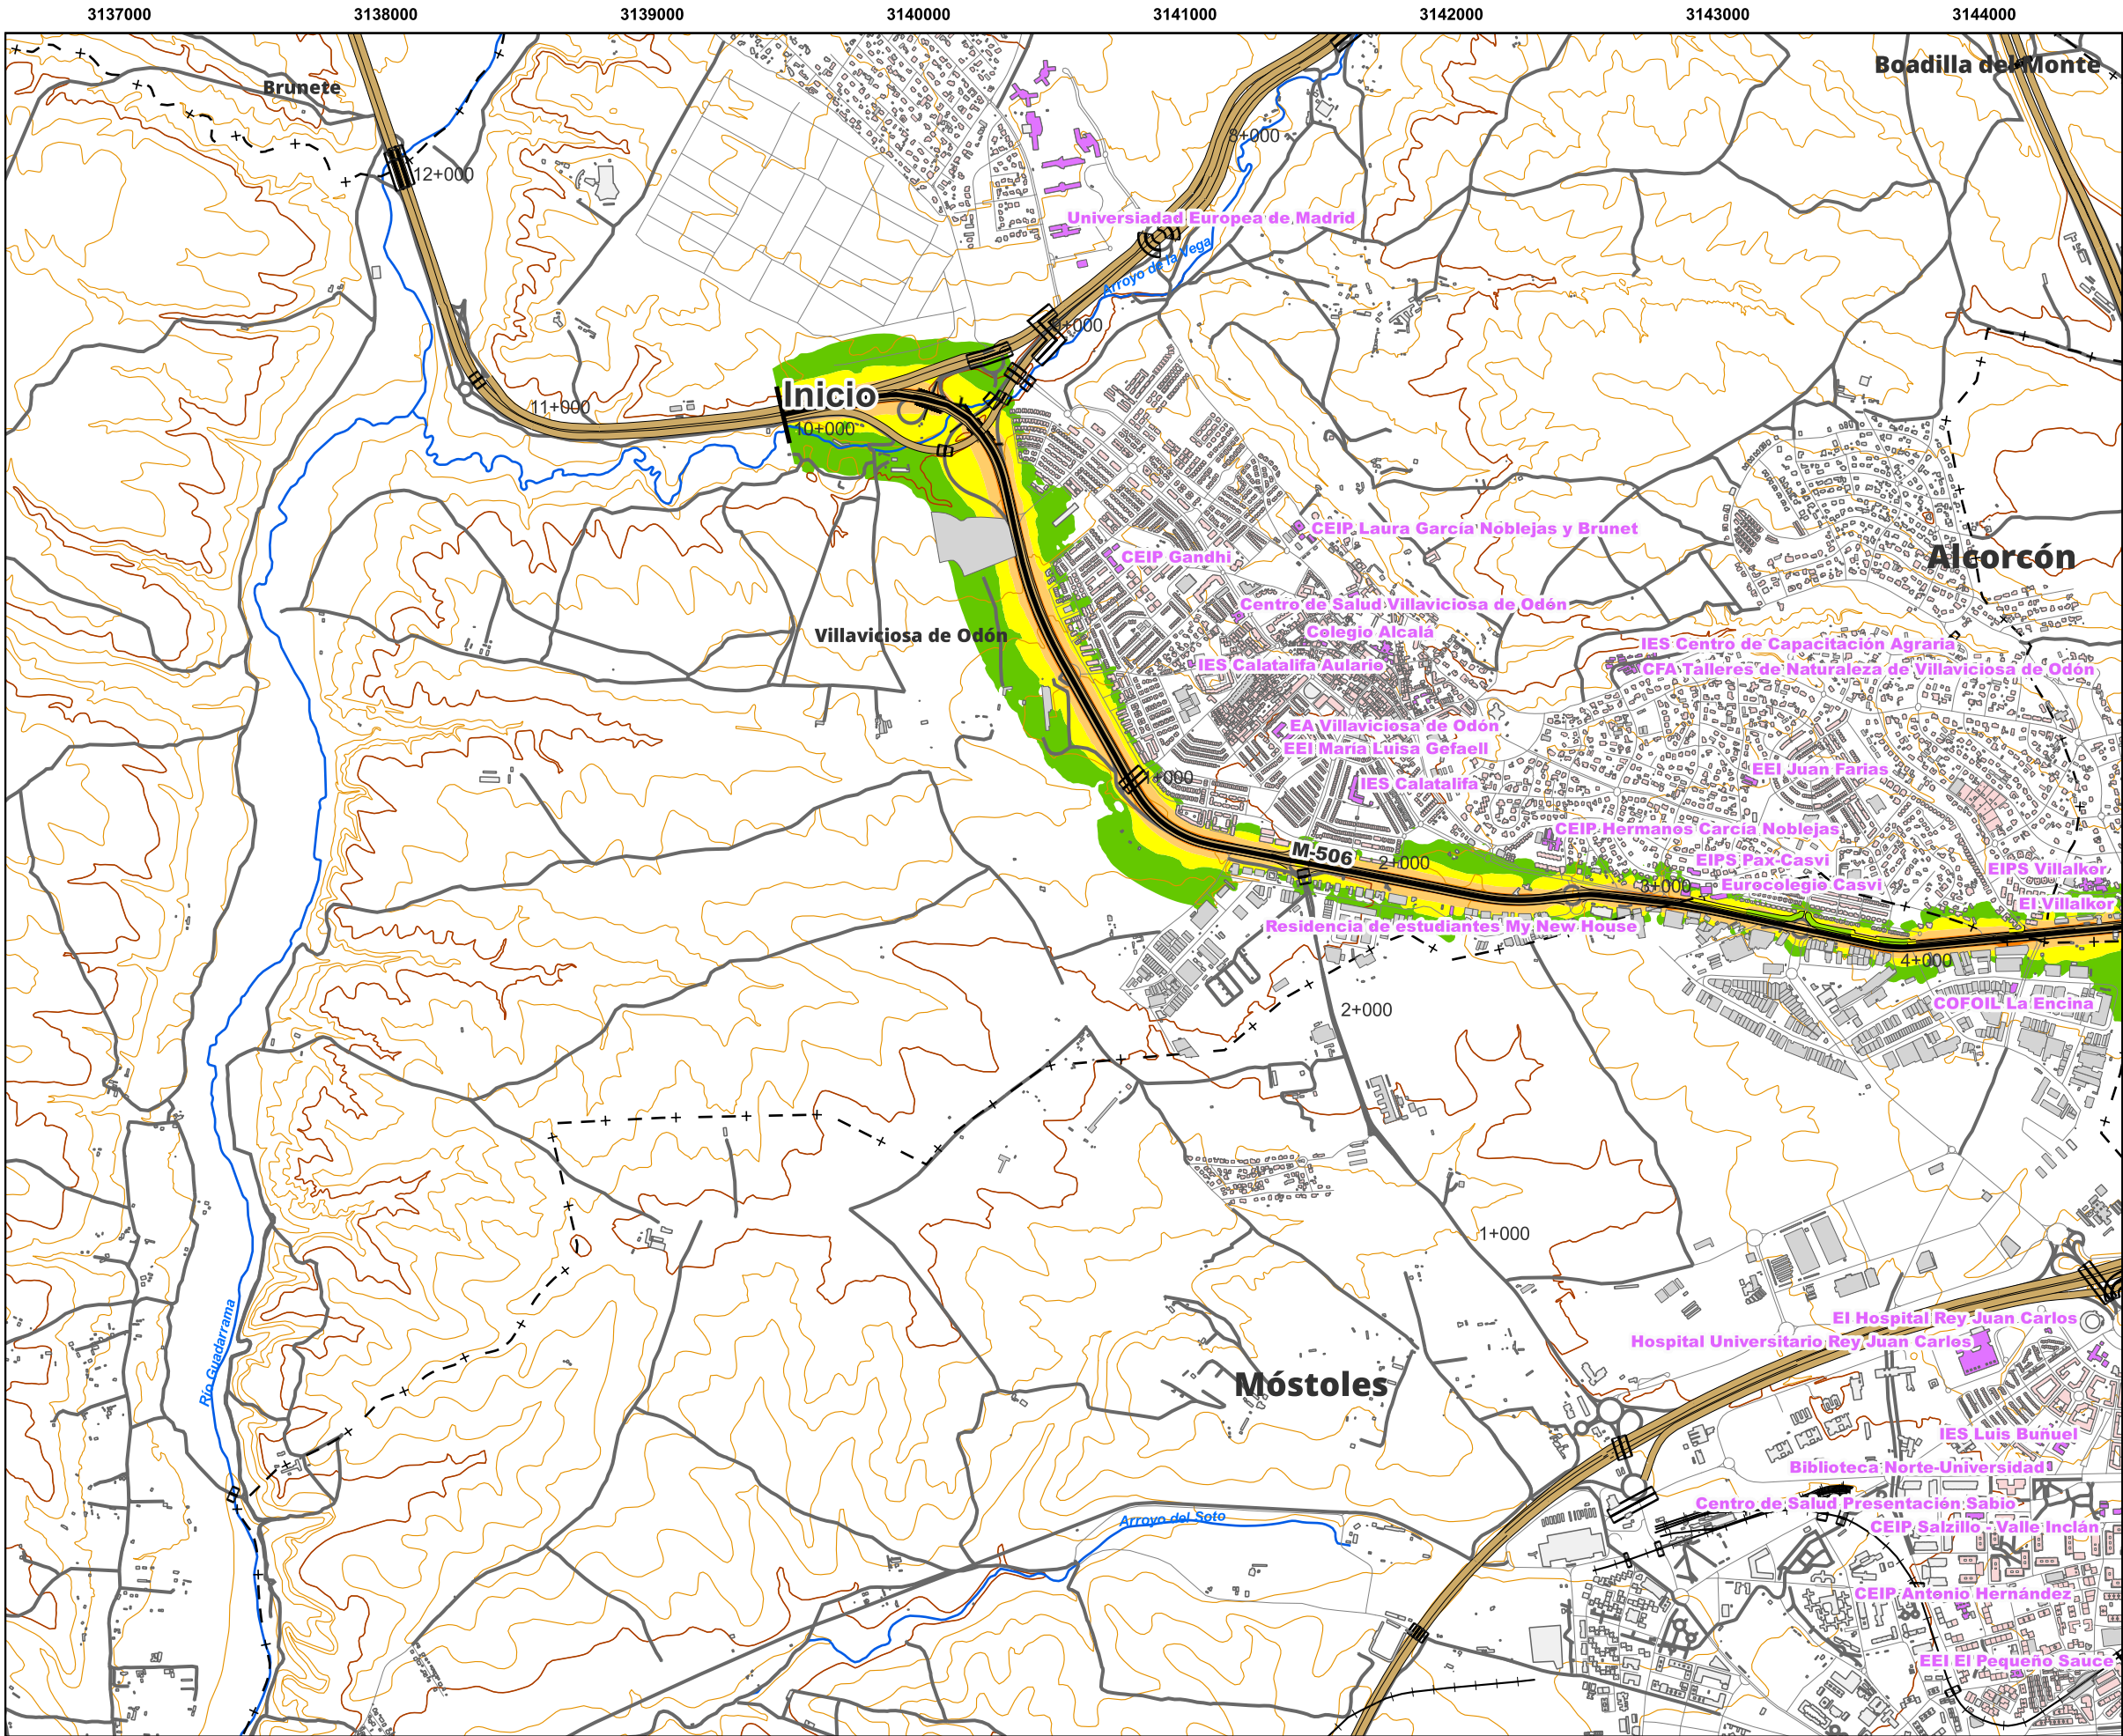 3137000 3138000 3139000 3140000 3141000 3142000 3143000 3144000
Boadilla del Monte
Brunete
8+000
12+000
Universiadad Europea de Madrid
Arroyo de la Vega
9+000
Inicio
11+000
10+000
CEIP Laura García Noblejas y Brunet
CEIP Gandhi
Alcorcón
Centro de Salud Villaviciosa de Odón
Villaviciosa de Odón
Colegio Alcalá
IES Centro de Capacitación Agraria
IES Calatalifa Aulario
CFA Talleres de Naturaleza de Villaviciosa de Odón
EA Villaviciosa de Odón
EEI María Luisa Gefaell
EEI Juan Farias
1+000
IES Calatalifa
CEIP Hermanos García Noblejas
M-506
2+000
EIPS Pax-Casvi
EIPS Villalkor
3+000
Eurocolegio Casvi
EI Villalkor
Residencia de estudiantes My New House
4+000
COFOIL La Encina
2+000
1+000
EI Hospital Rey Juan Carlos
Hospital Universitario Rey Juan Carlos
Río Guadarrama
Móstoles
IES Luis Buñuel
Biblioteca Norte-Universidad
Centro de Salud Presentación Sabio
Arroyo del Soto
CEIP Salzillo - Valle Inclán
CEIP Antonio Hernández
EEI El Pequeño Sauce